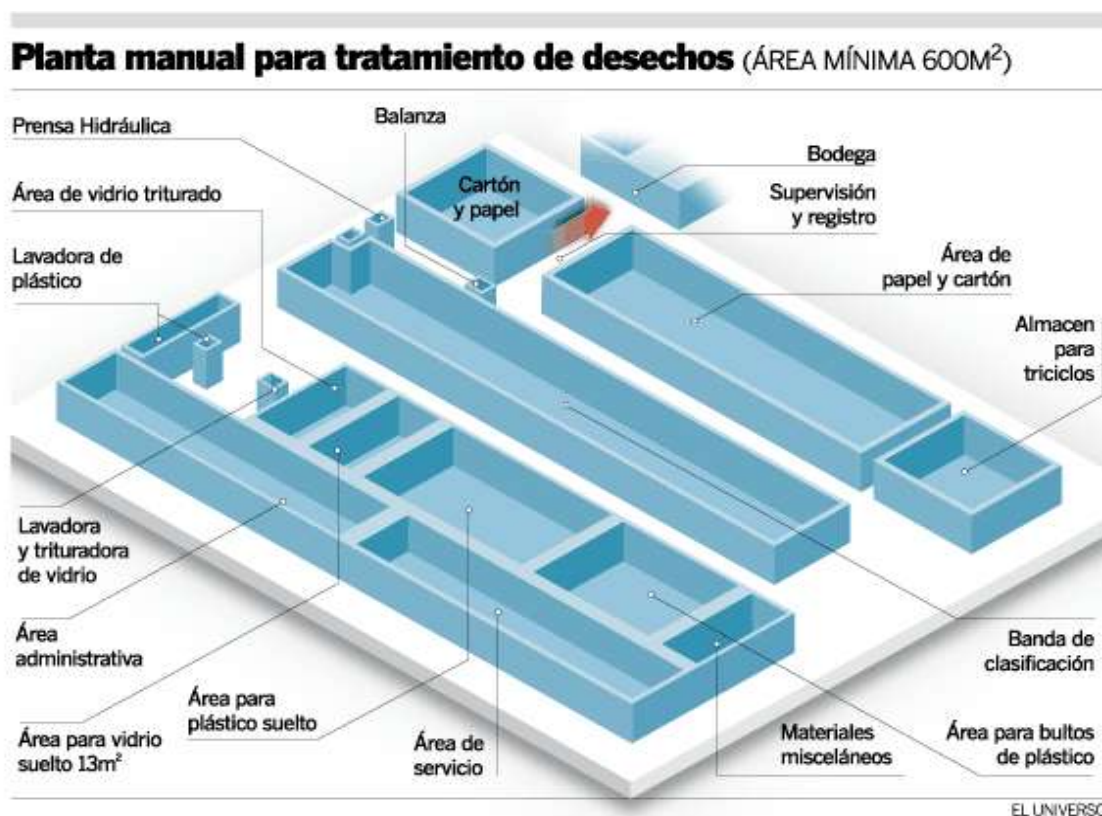 Planta manual para tratamiento de desechos (ÁREA MÍNIMA 600M²)
Prensa Hidráulica
Balanza
Bodega
Área de vidrio triturado
Cartón
y papel
Supervisión
y registro
Lavadora de
plástico
Área de
papel y cartón
Almacen
para
triciclos
Lavadora
y trituradora
de vidrio
Área
administrativa
Área para vidrio
suelto 13m²
Área para
plástico suelto
Área de
servicio
Materiales
misceláneos
Banda de
clasificación
Área para bultos
de plástico
EL UNIVERSO